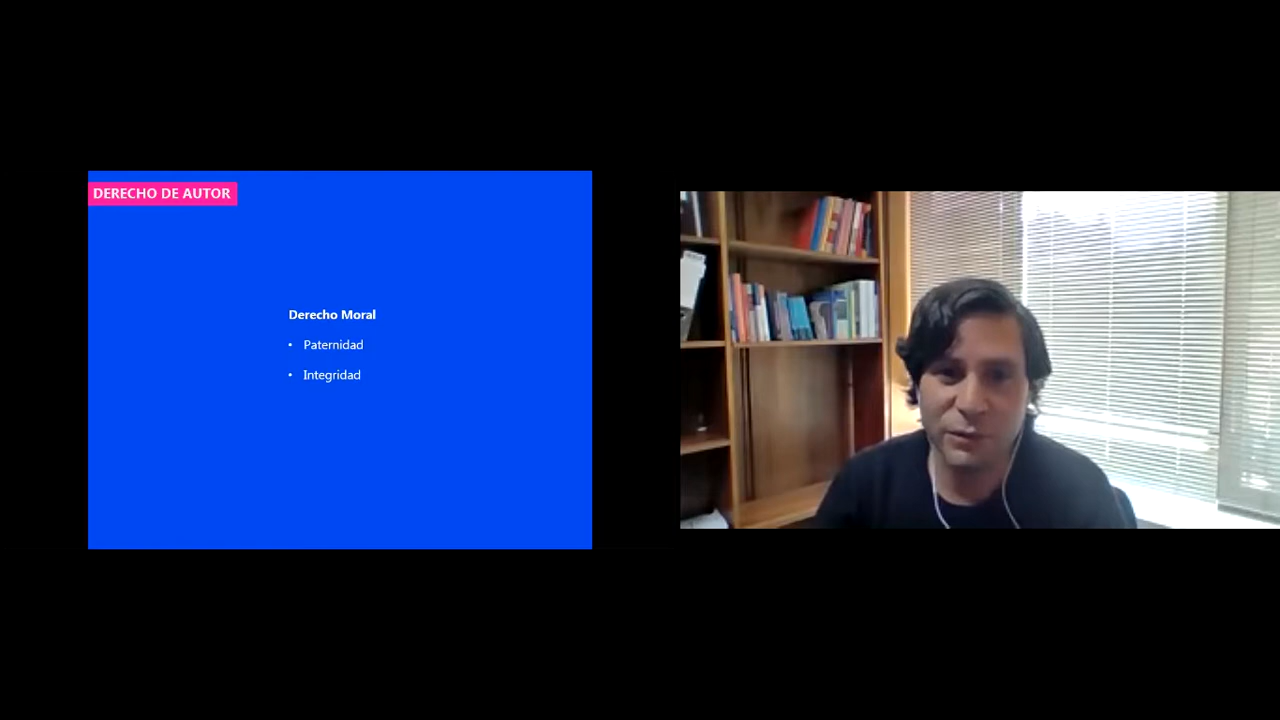 DERECHO DE AUTOR
Derecho Moral
• Paternidad
• Integridad